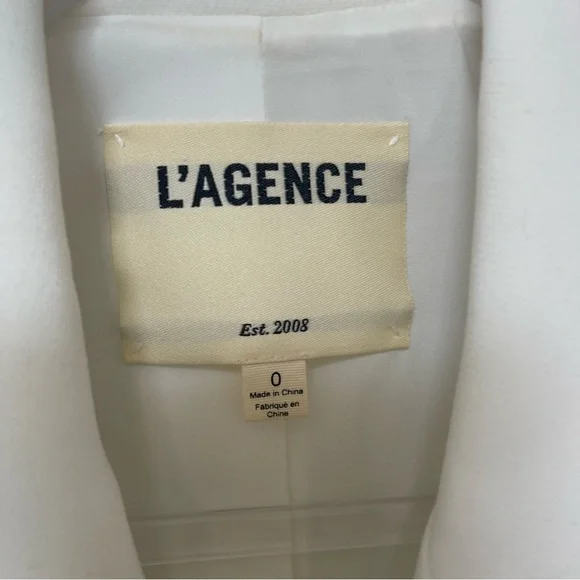 L'AGENCE
Est. 2008
0
Made in China
Fabriqué en
Chine